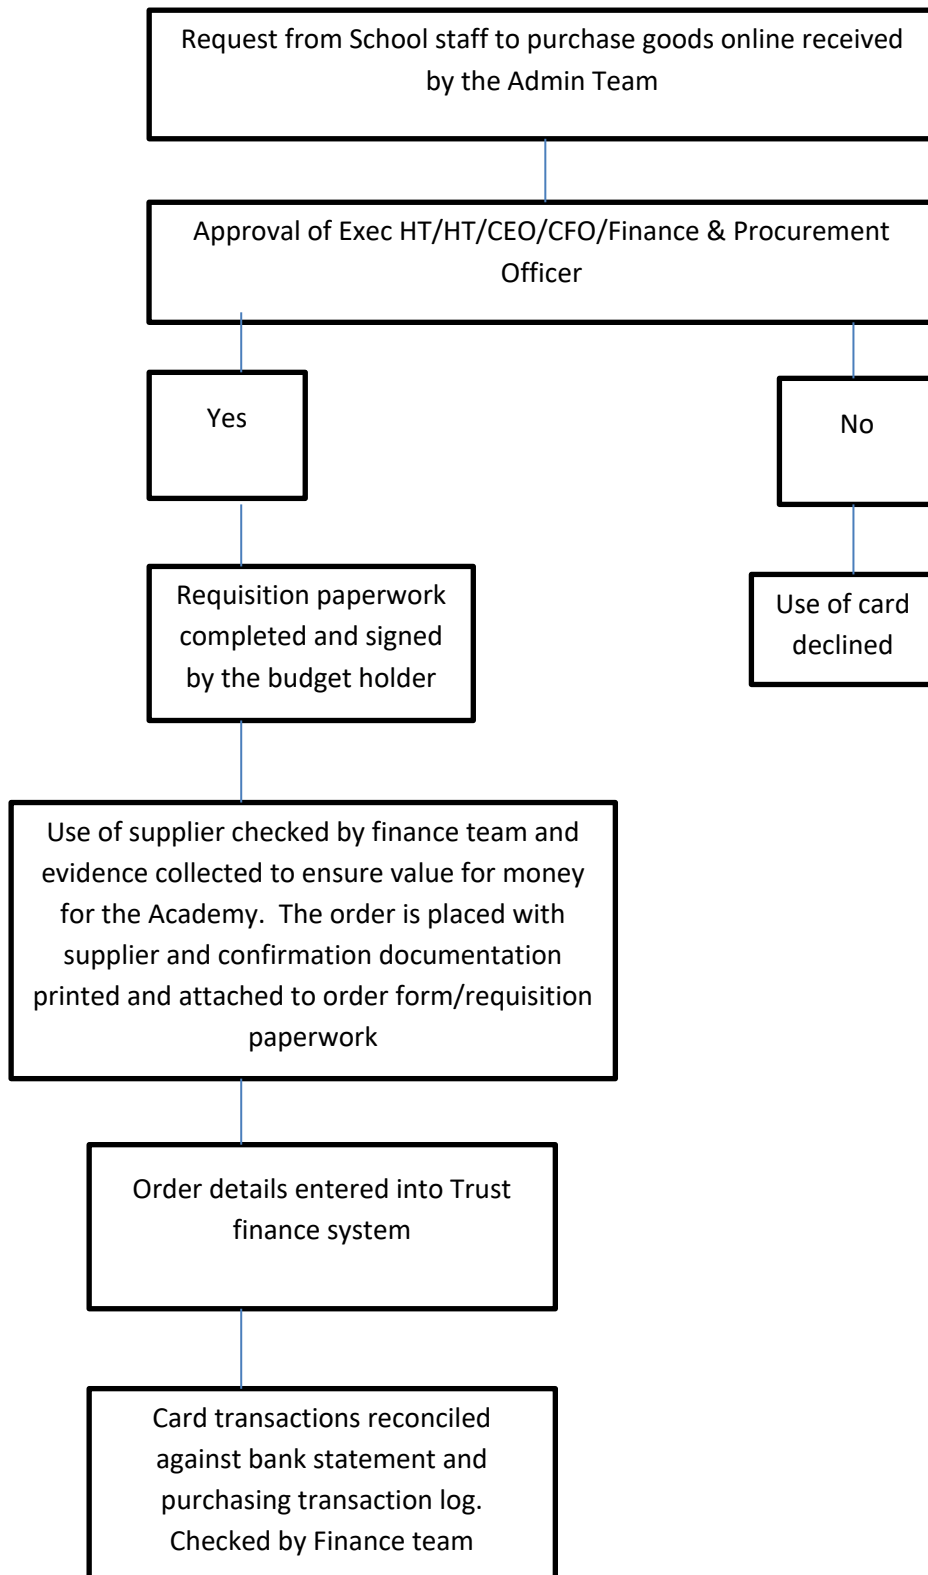 Request from School staff to purchase goods online received
by the Admin Team
Approval of Exec HT/HT/CEO/CFO/Finance & Procurement
Officer
Yes
No
Requisition paperwork
completed and signed
by the budget holder
Use of card
declined
Use of supplier checked by finance team and
evidence collected to ensure value for money
for the Academy.  The order is placed with
supplier and confirmation documentation
printed and attached to order form/requisition
paperwork
Order details entered into Trust
finance system
Card transactions reconciled
against bank statement and
purchasing transaction log.
Checked by Finance team